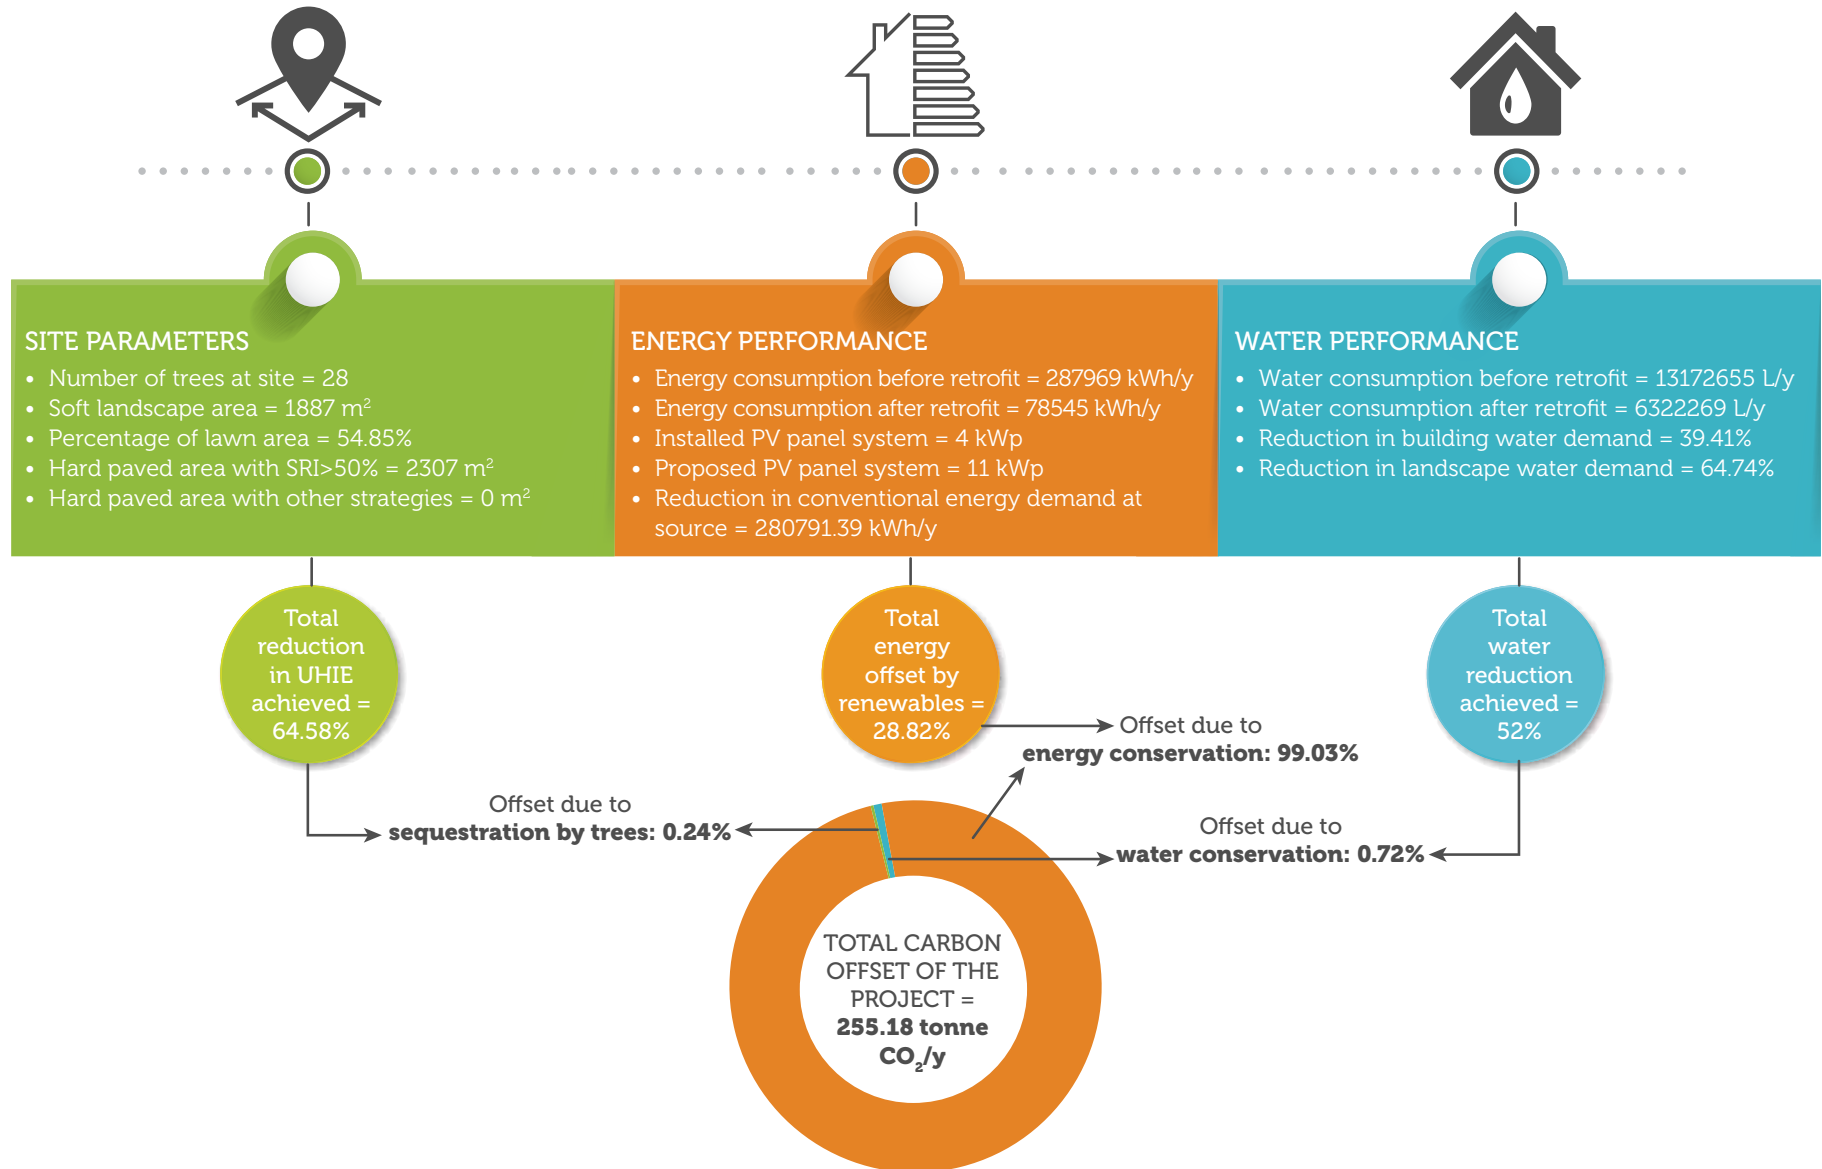 SITE PARAMETERS
• Number of trees at site = 28
• Soft landscape area = 1887 m²
• Percentage of lawn area = 54.85%
• Hard paved area with SRI>50% = 2307 m²
• Hard paved area with other strategies = 0 m²
ENERGY PERFORMANCE
• Energy consumption before retrofit = 287969 kWh/y
• Energy consumption after retrofit = 78545 kWh/y
• Installed PV panel system = 4 kWp
• Proposed PV panel system = 11 kWp
• Reduction in conventional energy demand at
source = 280791.39 kWh/y
WATER PERFORMANCE
• Water consumption before retrofit = 13172655 L/y
• Water consumption after retrofit = 6322269 L/y
• Reduction in building water demand = 39.41%
• Reduction in landscape water demand = 64.74%
Total
reduction
in UHIE
achieved =
64.58%
Total
energy
offset by
renewables =
28.82%
Total
water
reduction
achieved =
52%
Offset due to
energy conservation: 99.03%
Offset due to
sequestration by trees: 0.24%
Offset due to
water conservation: 0.72%
TOTAL CARBON
OFFSET OF THE
PROJECT =
255.18 tonne
CO₂/y